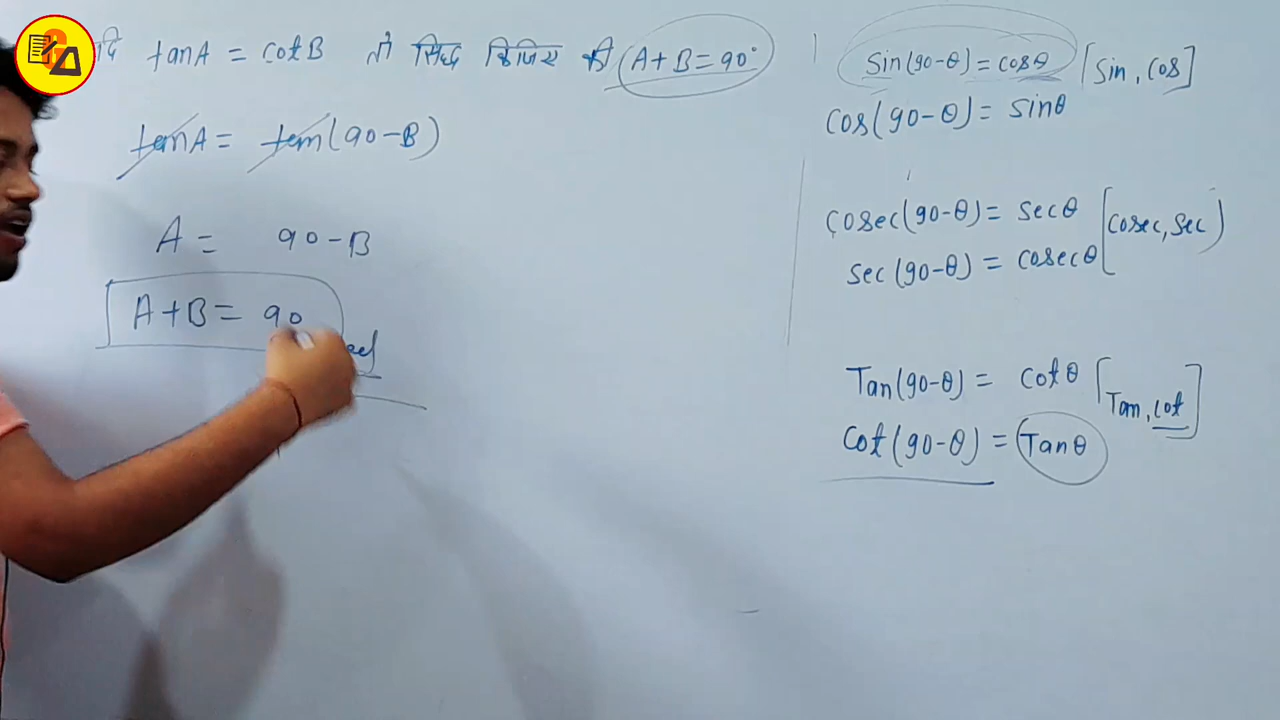 दि tanA = cotB तो सिद्ध किजिए की A+B=90°
tanA = tan(90-B)
A = 90-B
A+B= 90
Sin(90-θ)=cosθ [Sin, Cos]
cos(90-θ)= sinθ
cosec(90-θ)= secθ [cosec, sec)
sec(90-θ)= cosecθ
Tan(90-θ)= cotθ [Tan, cot]
cot(90-θ)= Tanθ